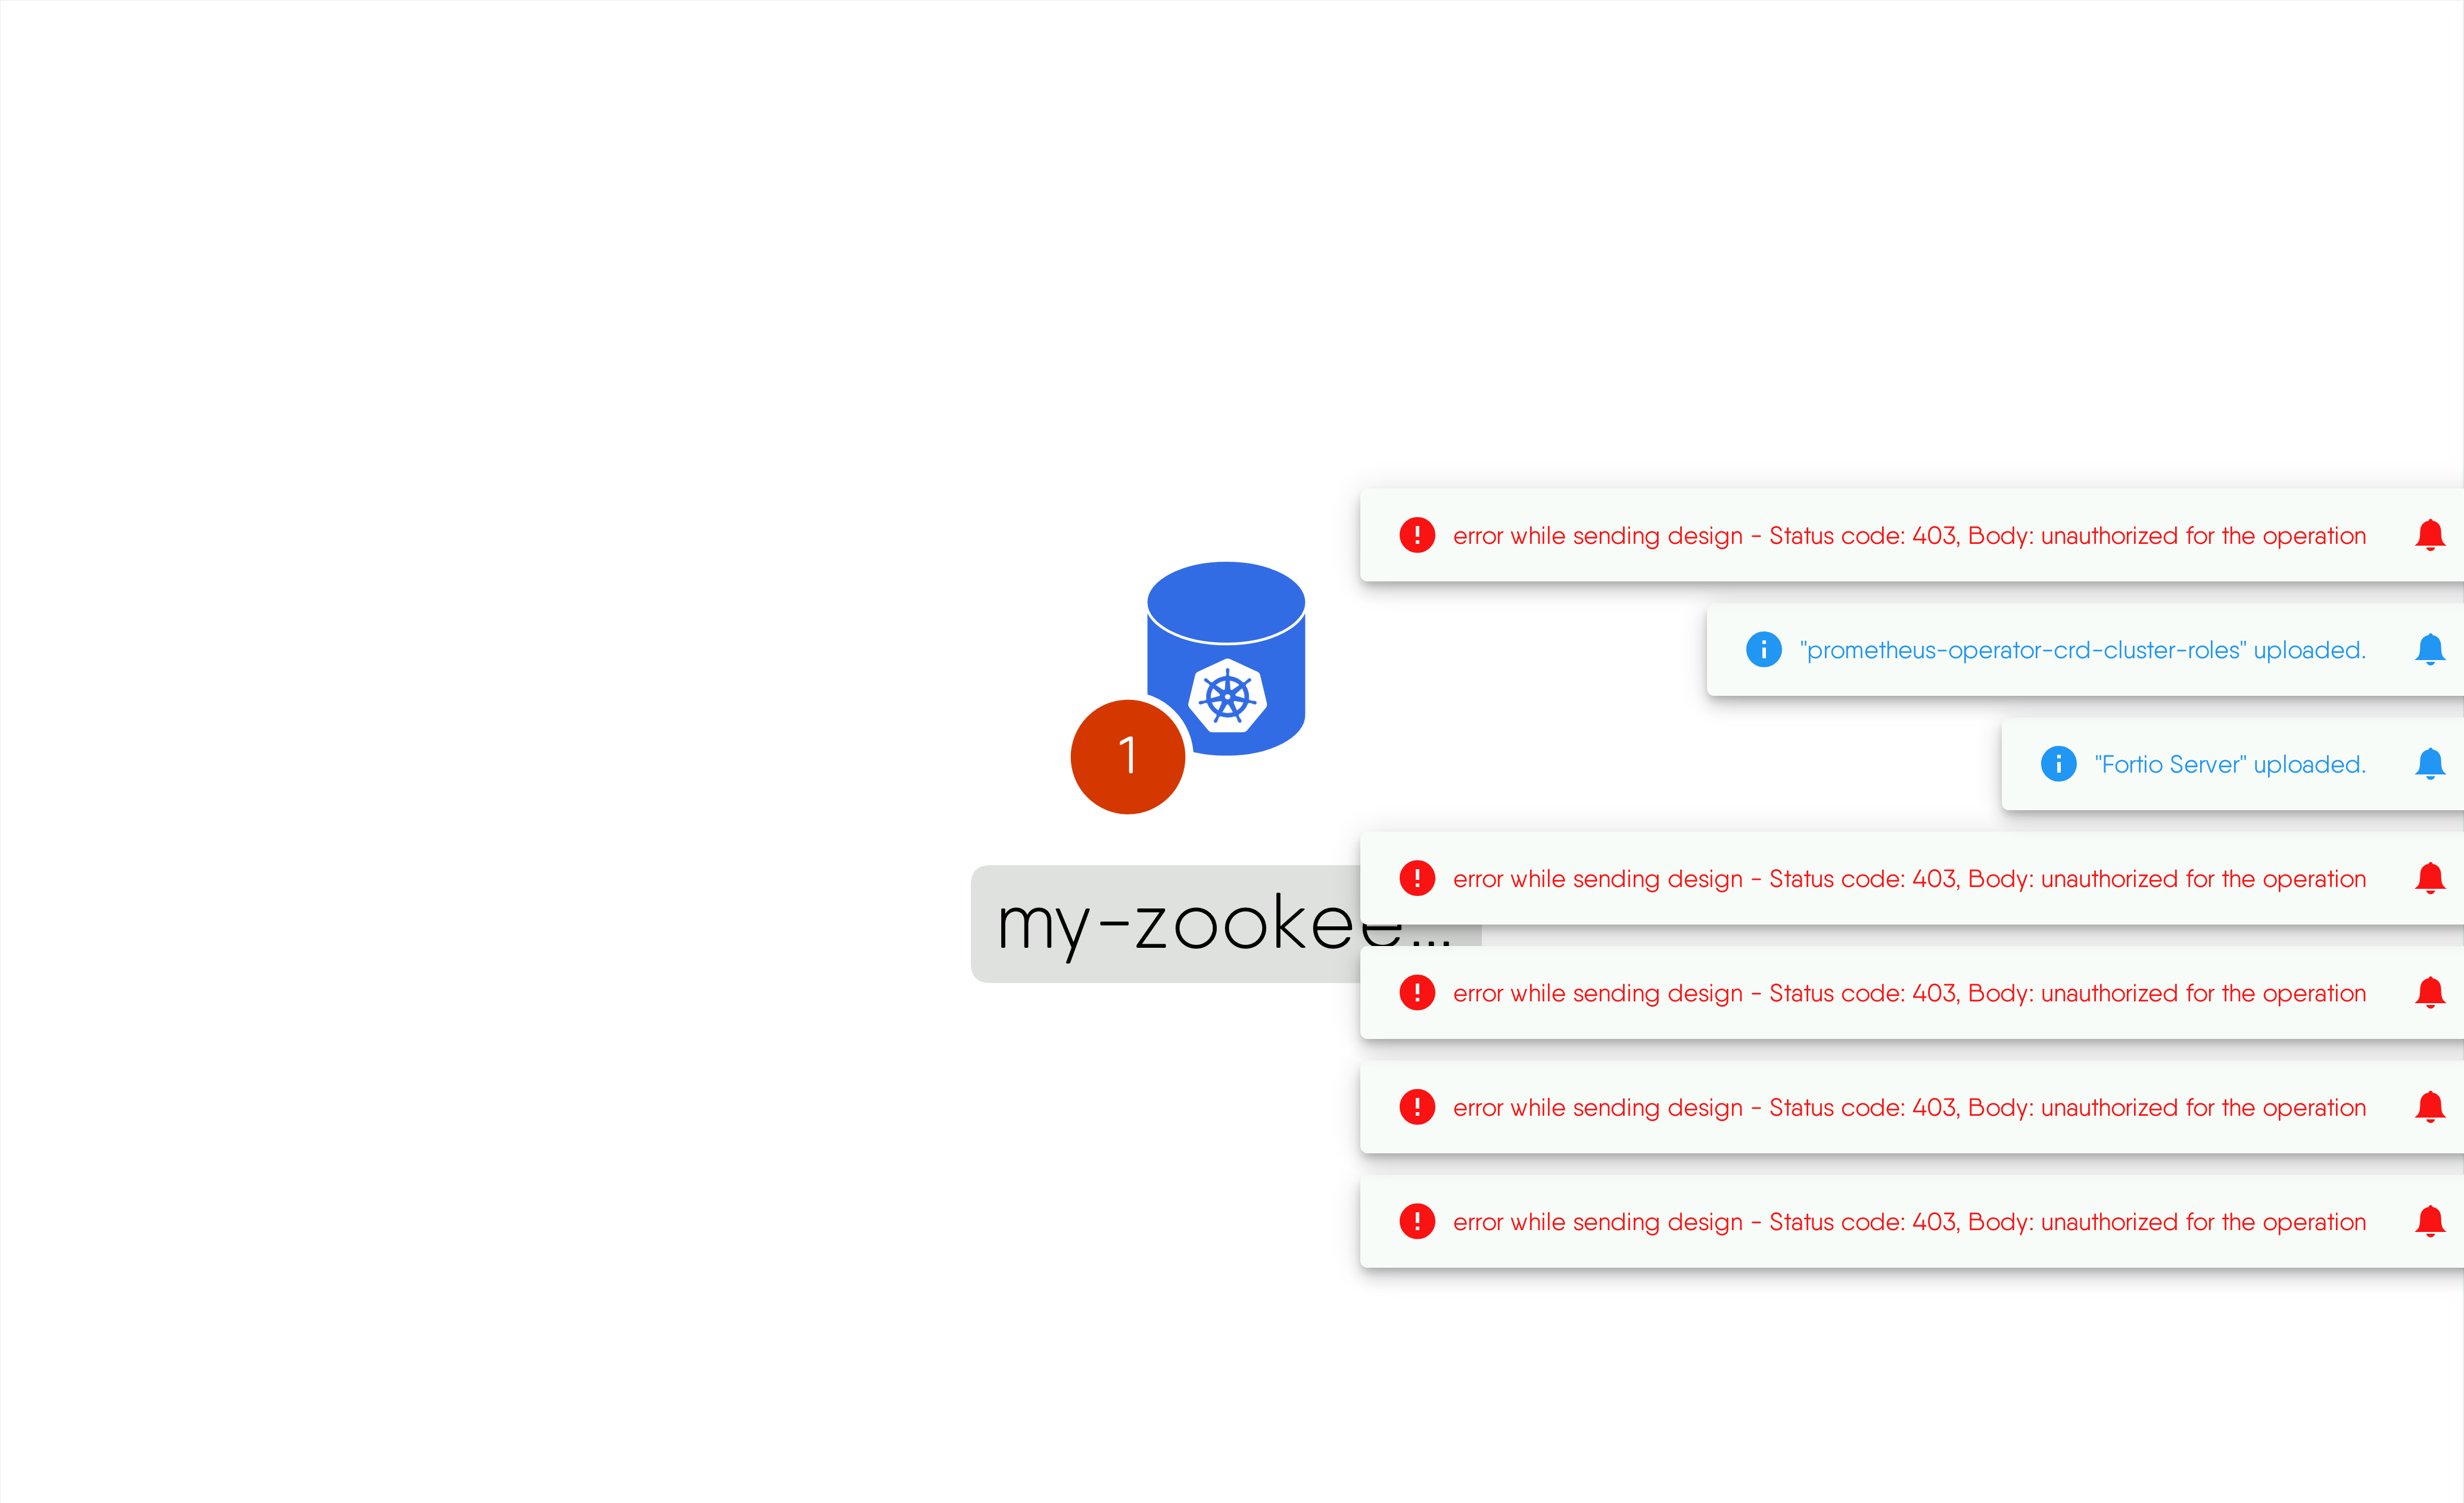 error while sending design - Status code: 403, Body: unauthorized for the operation
"prometheus-operator-crd-cluster-roles" uploaded.
"Fortio Server" uploaded.
1
error while sending design - Status code: 403, Body: unauthorized for the operation
my-zookee...
error while sending design - Status code: 403, Body: unauthorized for the operation
error while sending design - Status code: 403, Body: unauthorized for the operation
error while sending design - Status code: 403, Body: unauthorized for the operation